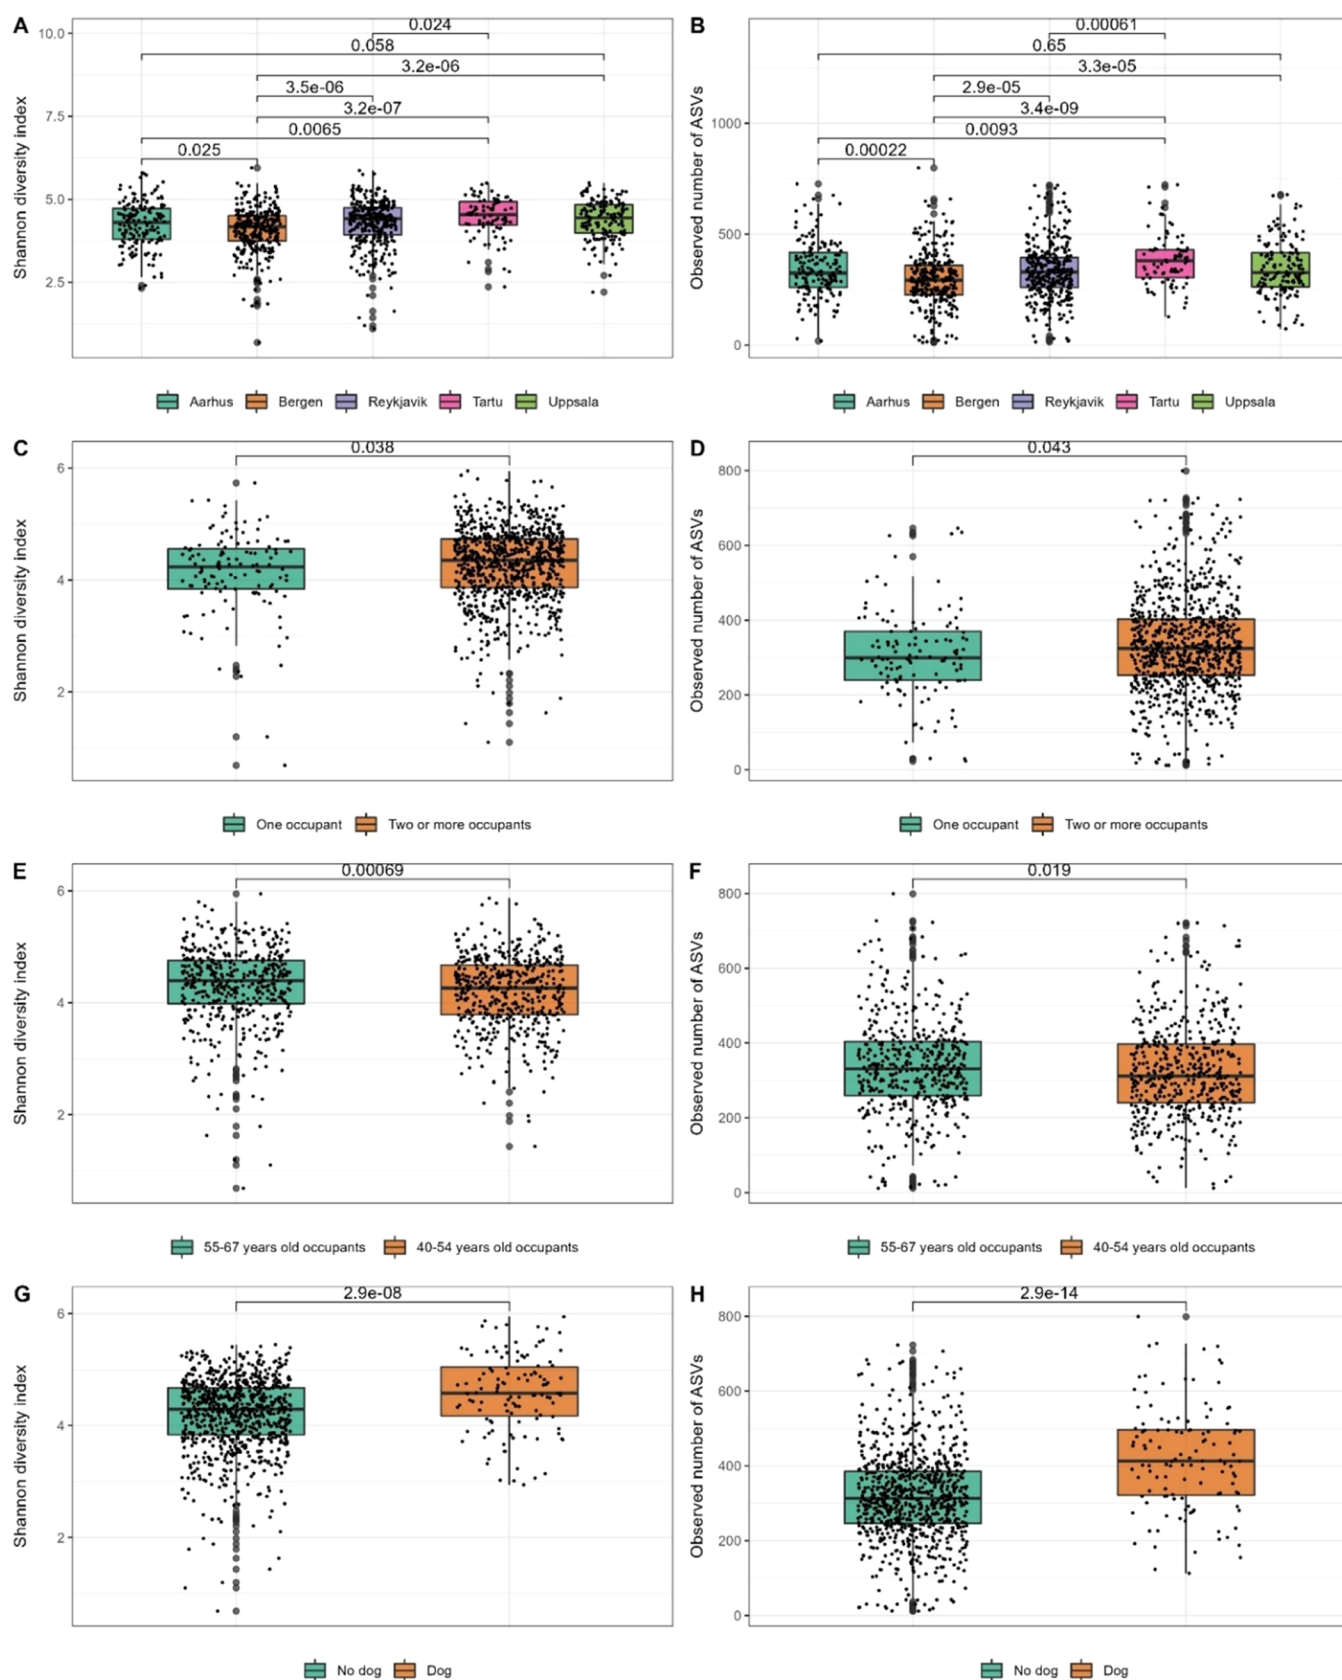 A
Shannon diversity index
10.0
7.5
5.0
2.5
0.024
0.058
3.2e-06
3.5e-06
3.2e-07
0.0065
0.025
Aarhus Bergen Reykjavik Tartu Uppsala
B
Observed number of ASVs
1000
500
0
0.00061
0.65
3.3e-05
2.9e-05
3.4e-09
0.0093
0.00022
Aarhus Bergen Reykjavik Tartu Uppsala
C
Shannon diversity index
6
4
2
0.038
One occupant Two or more occupants
D
Observed number of ASVs
800
600
400
200
0
0.043
One occupant Two or more occupants
E
Shannon diversity index
6
4
2
0.00069
55-67 years old occupants 40-54 years old occupants
F
Observed number of ASVs
800
600
400
200
0
0.019
55-67 years old occupants 40-54 years old occupants
G
Shannon diversity index
6
4
2
2.9e-08
No dog Dog
H
Observed number of ASVs
800
600
400
200
0
2.9e-14
No dog Dog